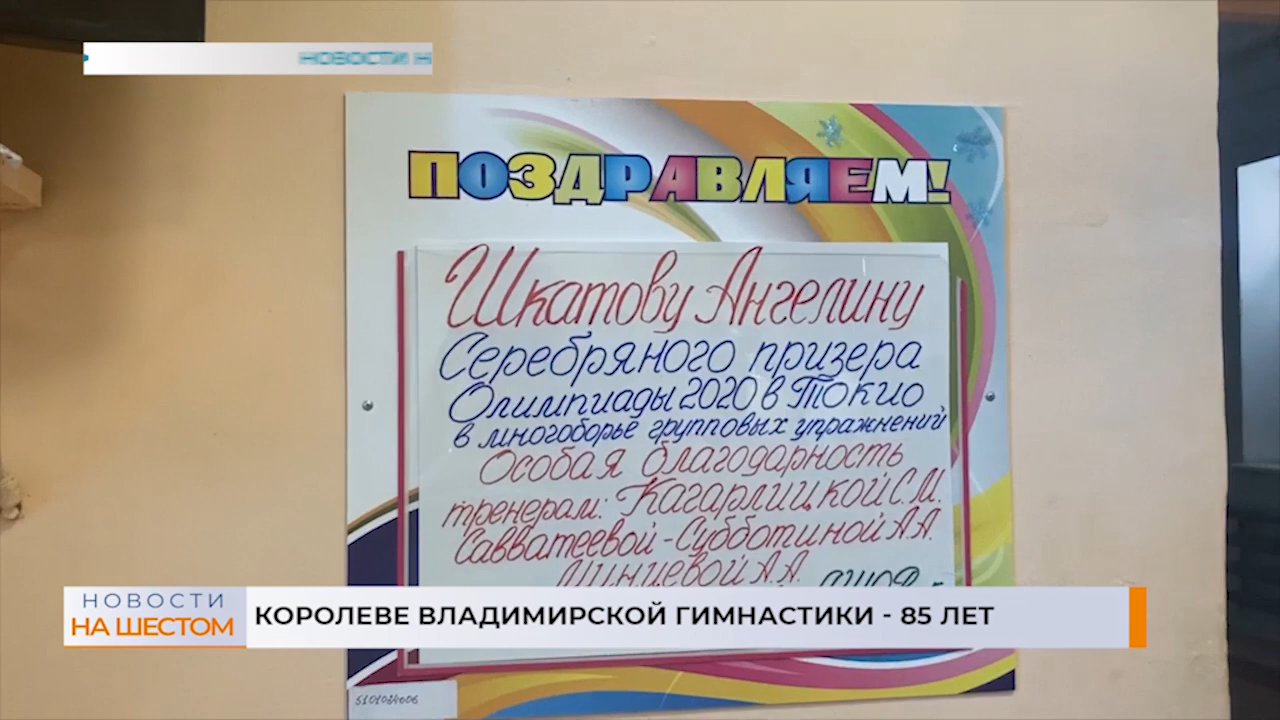 НОВОСТИ Н
ПОЗДРАВЛЯЕМ!
Шкатову Ангелину
Серебряного призера
Олимпиады 2020 в Токио
в многоборье групповых упражнений
Особая благодарность
тренерам: Кагарлицкой С.М.
Савватеевой-Субботиной А.А.
НОВОСТИ
НА ШЕСТОМ
КОРОЛЕВЕ ВЛАДИМИРСКОЙ ГИМНАСТИКИ - 85 ЛЕТ